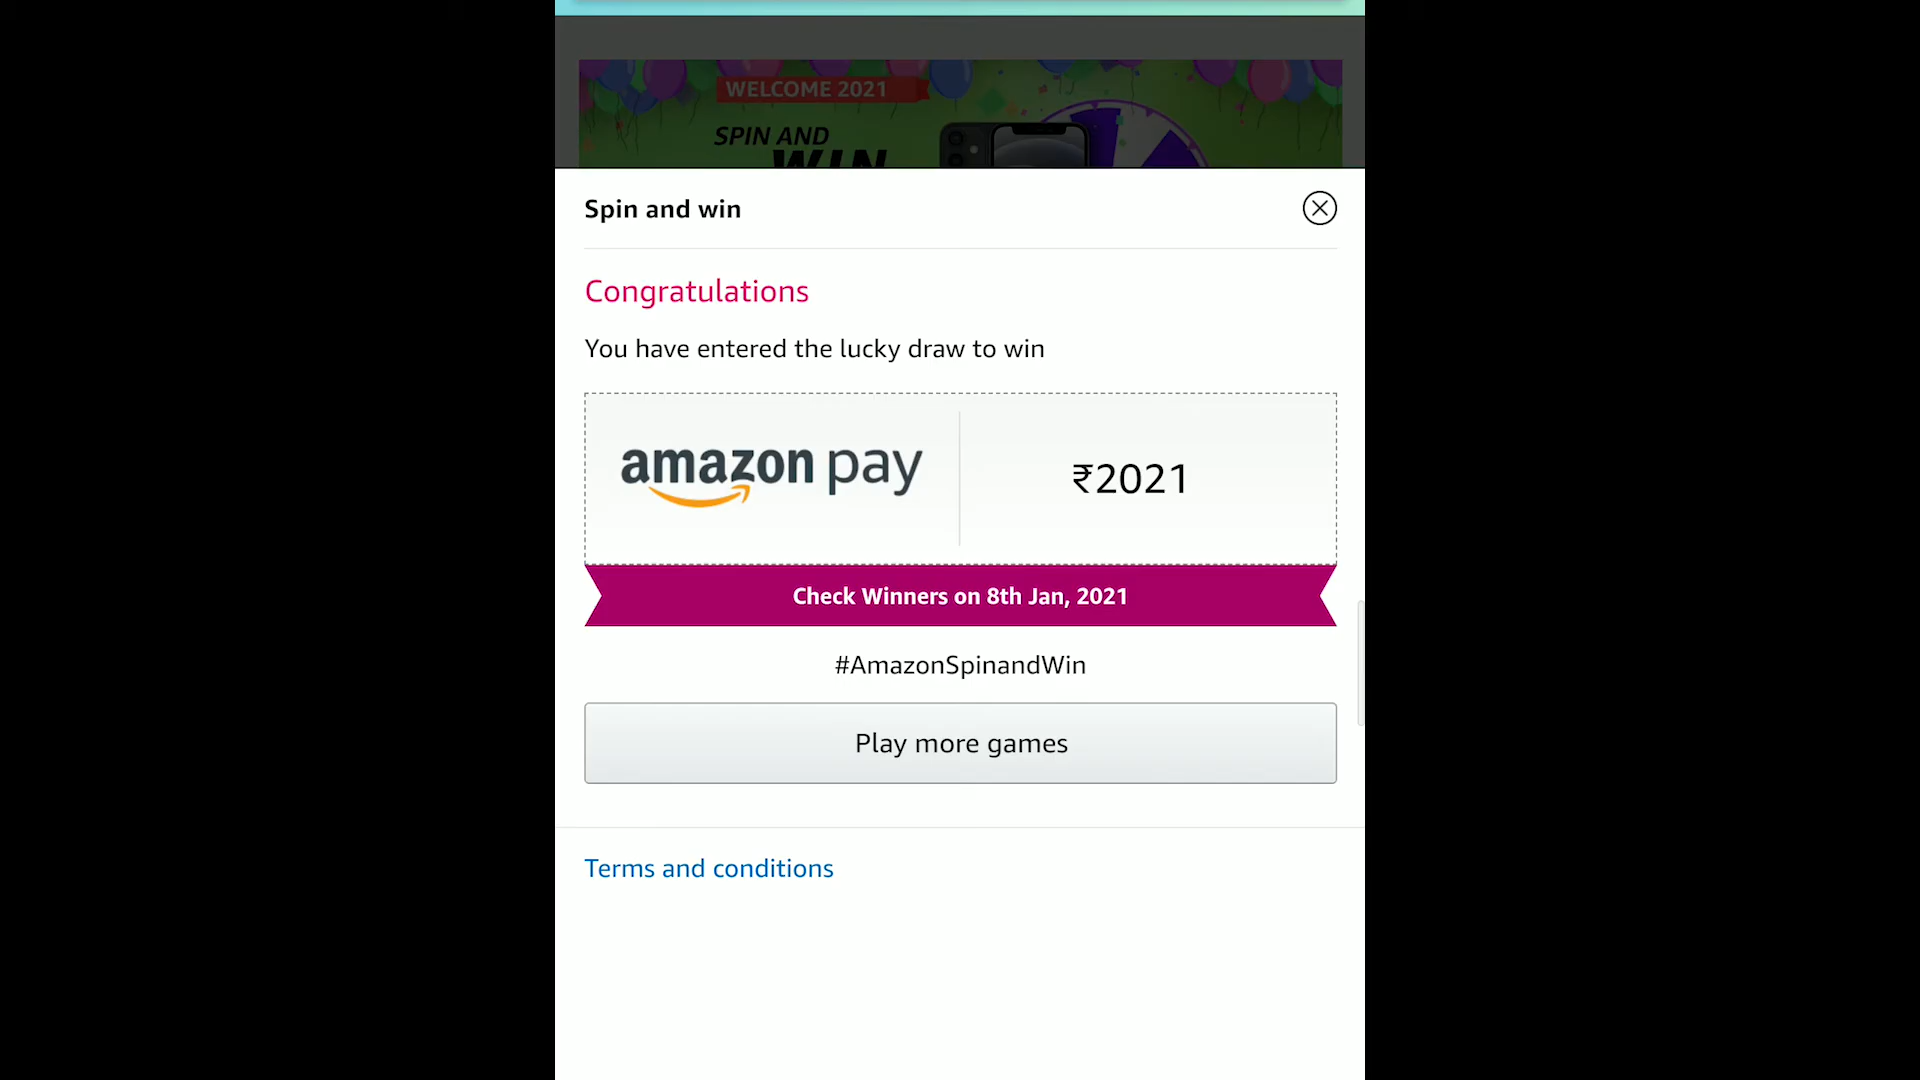 WELCOME 2021
SPIN AND
WIN
Spin and win
Congratulations
You have entered the lucky draw to win
amazon pay
₹2021
Check Winners on 8th Jan, 2021
#AmazonSpinandWin
Play more games
Terms and conditions